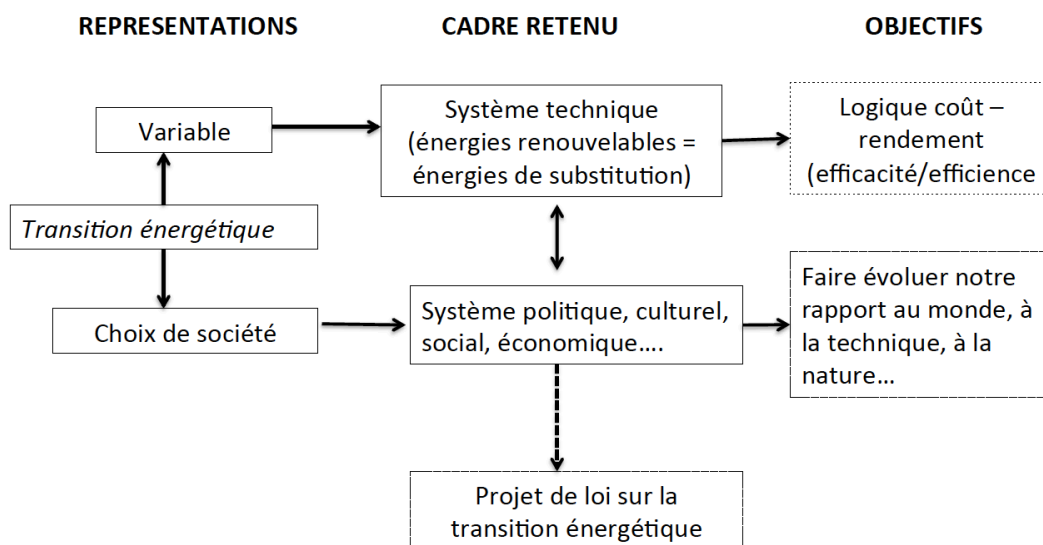 REPRESENTATIONS
CADRE RETENU
OBJECTIFS
Variable
Système technique
(énergies renouvelables =
énergies de substitution)
Logique coût –
rendement
(efficacité/efficience
Transition énergétique
Choix de société
Système politique, culturel,
social, économique….
Faire évoluer notre
rapport au monde, à
la technique, à la
nature…
Projet de loi sur la
transition énergétique